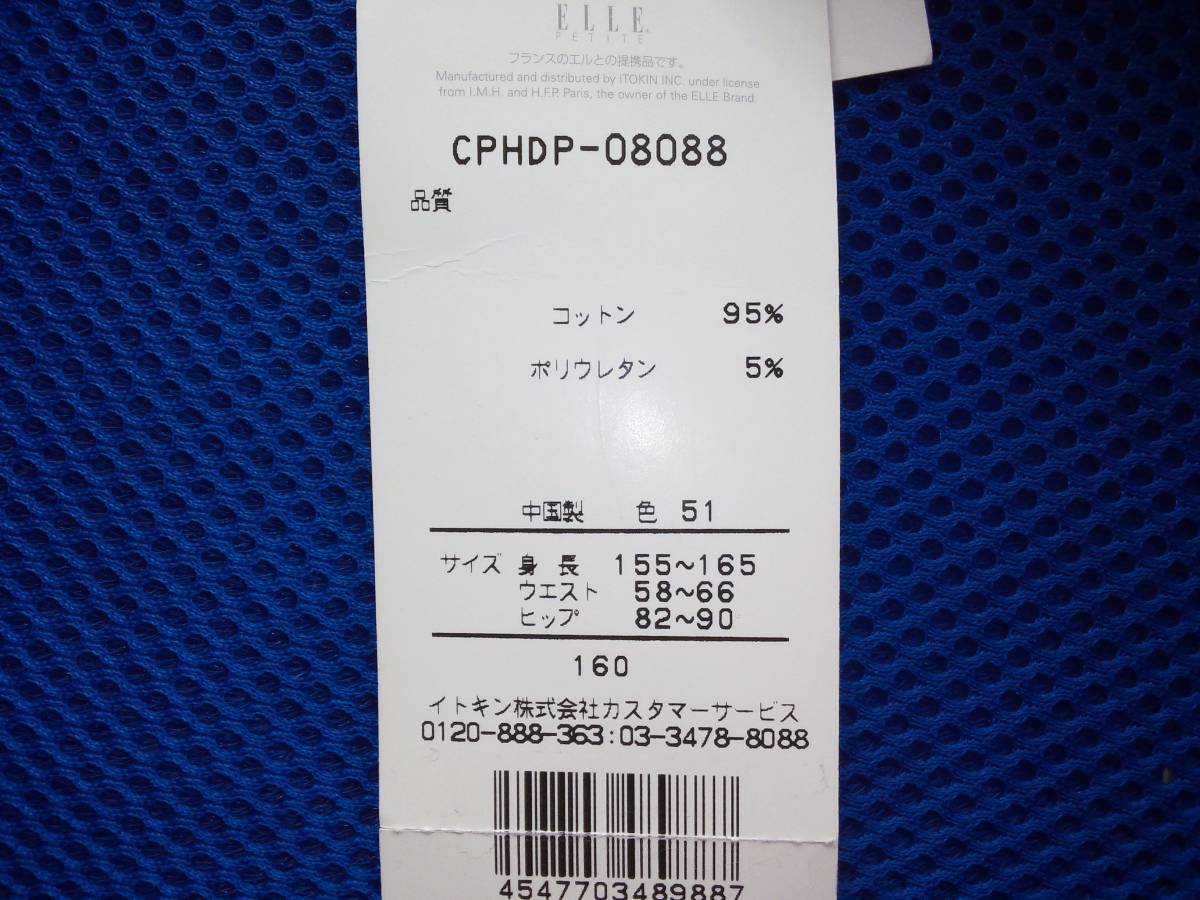 ELLE
PETITE
フランスのエルとの提携品です。
Manufactured and distributed by ITOKIN INC. under license
from I.M.H. and H.F.P. Paris, the owner of the ELLE Brand.
CPHDP-08088
品質
コットン 95%
ポリウレタン 5%
中国製 色 51
サイズ 身長 155~165
ウエスト 58~66
ヒップ 82~90
160
イトキン株式会社カスタマーサービス
0120-888-363:03-3478-8088
4547703489887